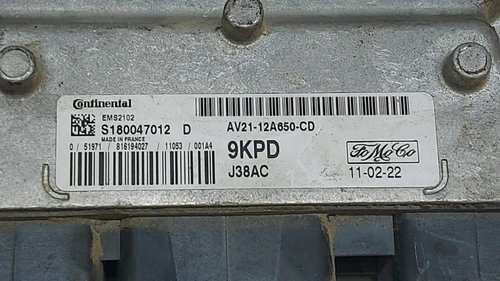 Continental
EMS2102
S180047012 D
MADE IN FRANCE
0 / 51971 / 816194027 / 11053 / 001A4
AV21-12A650-CD
9KPD
FoMoCo
J38AC
11-02-22